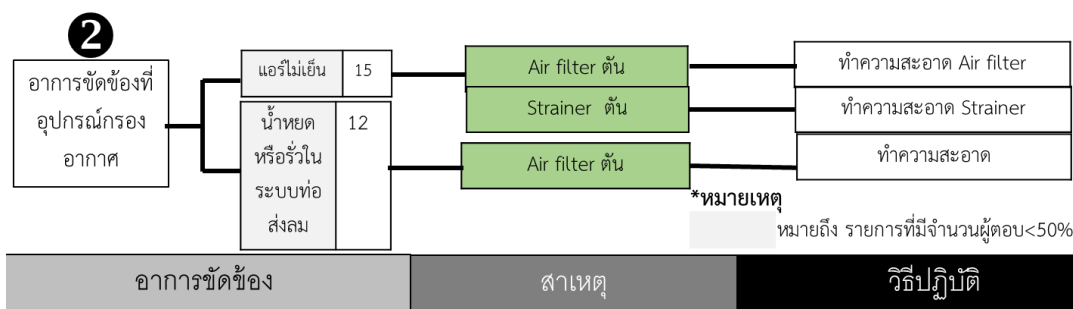 2
อาการขัดข้องที่
อุปกรณ์กรอง
อากาศ
แอร์ไม่เย็น 15
น้ำหยด 12
หรือรั่วใน
ระบบท่อ
ส่งลม
Air filter ตัน
Strainer ตัน
Air filter ตัน
ทำความสะอาด Air filter
ทำความสะอาด Strainer
ทำความสะอาด
*หมายเหตุ
หมายถึง รายการที่มีจำนวนผู้ตอบ<50%
อาการขัดข้อง สาเหตุ วิธีปฏิบัติ